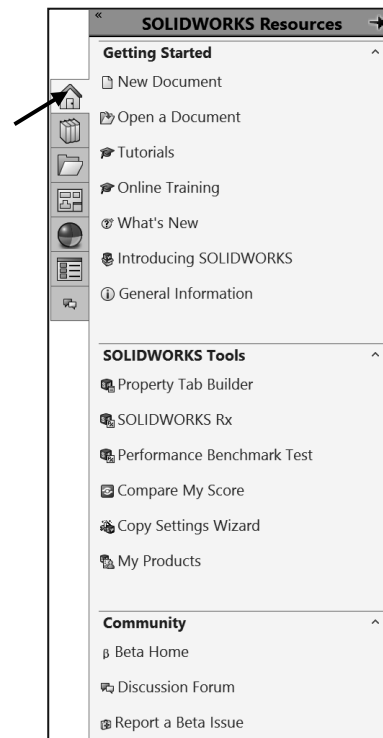 SOLIDWORKS Resources
Getting Started
New Document
Open a Document
Tutorials
Online Training
What's New
Introducing SOLIDWORKS
General Information
SOLIDWORKS Tools
Property Tab Builder
SOLIDWORKS Rx
Performance Benchmark Test
Compare My Score
Copy Settings Wizard
My Products
Community
β Beta Home
Discussion Forum
Report a Beta Issue